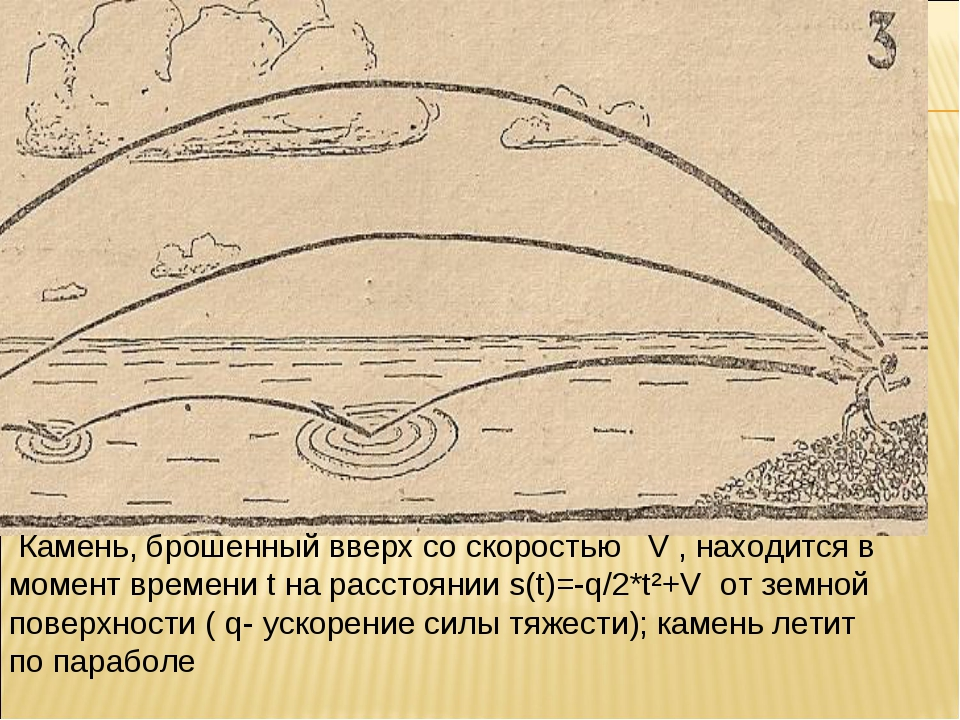 3
Камень, брошенный вверх со скоростью V , находится в
момент времени t на расстоянии s(t)=-q/2*t²+V от земной
поверхности ( q- ускорение силы тяжести); камень летит
по параболе